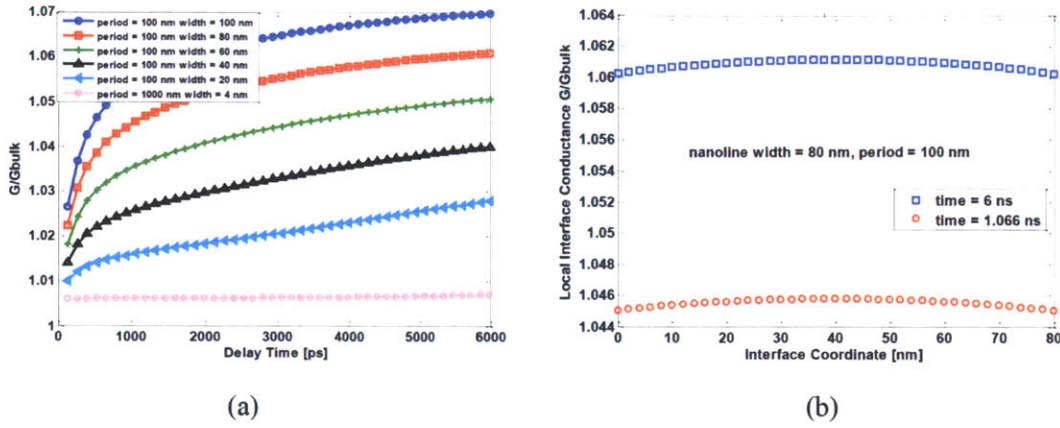 1.07
1.06
1.05
1.04
1.03
1.02
1.01
1
G/Gbulk
period = 100 nm width = 100 nm
period = 100 nm width = 80 nm
period = 100 nm width = 60 nm
period = 100 nm width = 40 nm
period = 100 nm width = 20 nm
period = 1000 nm width = 4 nm
0 1000 2000 3000 4000 5000 6000
Delay Time [ps]
(a)
1.064
1.062
1.06
1.058
1.056
1.054
1.052
1.05
1.048
1.046
1.044
Local Interface Conductance G/Gbulk
nanoline width = 80 nm, period = 100 nm
time = 6 ns
time = 1.066 ns
0 10 20 30 40 50 60 70 80
Interface Coordinate [nm]
(b)